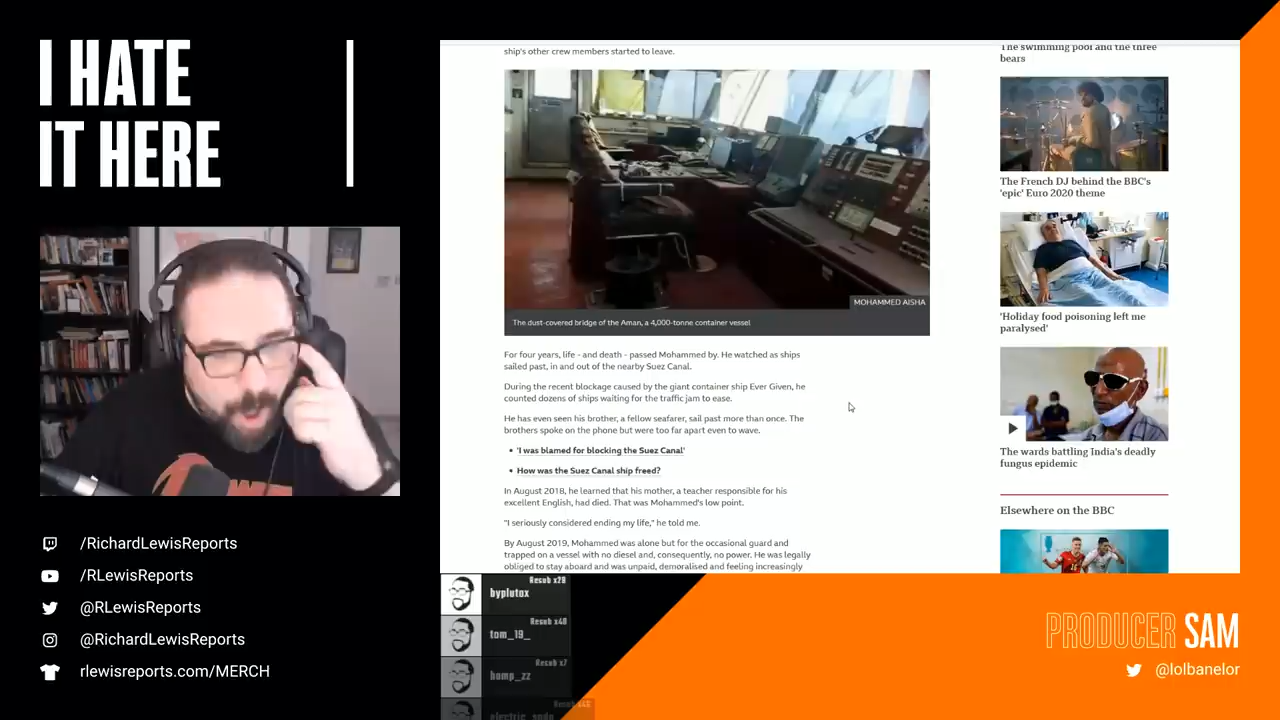 I HATE
IT HERE
/RichardLewisReports
/RLewisReports
@RLewisReports
@RichardLewisReports
rlewisreports.com/MERCH
ship's other crew members started to leave.
MOHAMMED AISHA
The dust-covered bridge of the Aman, a 4,000-tonne container vessel
For four years, life - and death - passed Mohammed by. He watched as ships
sailed past, in and out of the nearby Suez Canal.
During the recent blockage caused by the giant container ship Ever Given, he
counted dozens of ships waiting for the traffic jam to ease.
He has even seen his brother, a fellow seafarer, sail past more than once. The
brothers spoke on the phone but were too far apart even to wave.
• 'I was blamed for blocking the Suez Canal'
• How was the Suez Canal ship freed?
In August 2018, he learned that his mother, a teacher responsible for his
excellent English, had died. That was Mohammed's low point.
"I seriously considered ending my life," he told me.
By August 2019, Mohammed was alone but for the occasional guard and
trapped on a vessel with no diesel and, consequently, no power. He was legally
obliged to stay aboard and was unpaid, demoralised and feeling increasingly
The swimming pool and the three
bears
The French DJ behind the BBC's
'epic' Euro 2020 theme
'Holiday food poisoning left me
paralysed'
The wards battling India's deadly
fungus epidemic
Elsewhere on the BBC
Resub x29
byplutox
Resub x40
tom_19_
Resub x7
bomp_zz
electric_soda
PRODUCER SAM
@lolbanelor